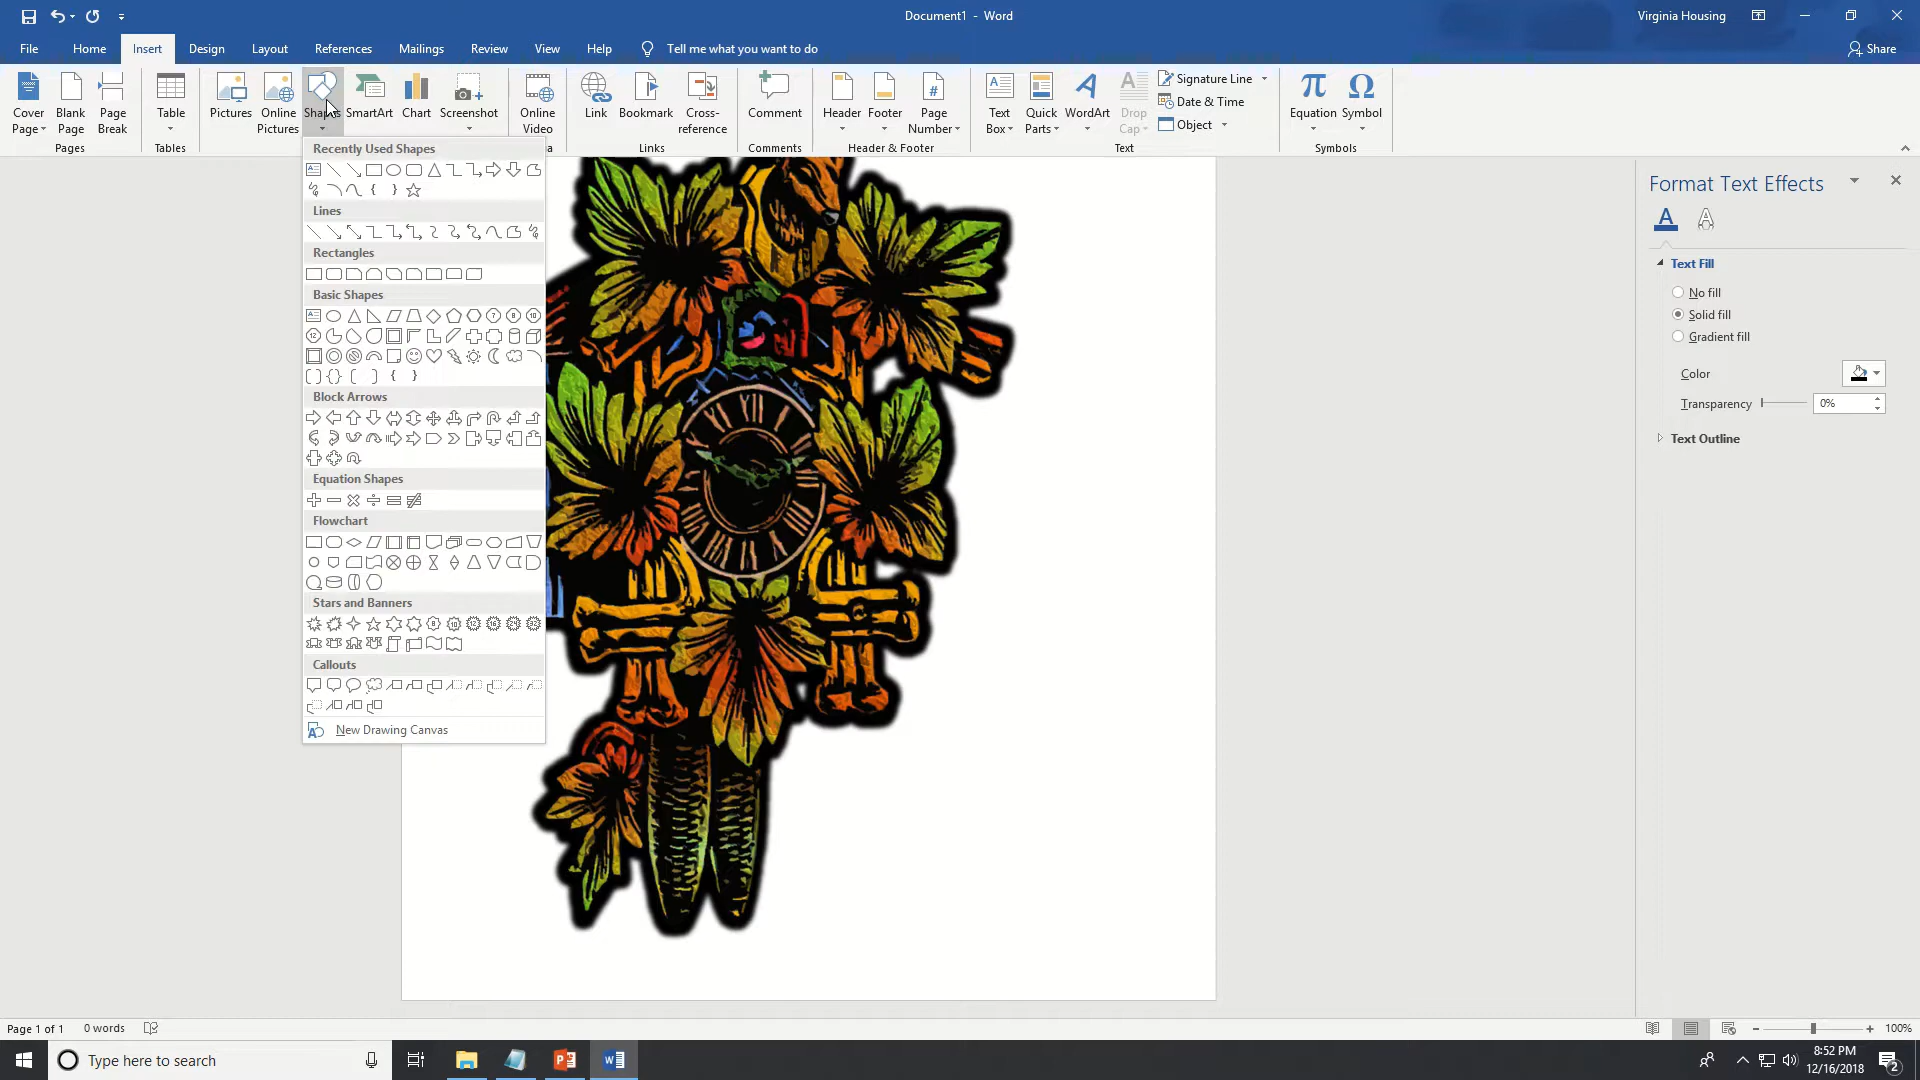 Document1 - Word
Virginia Housing
File Home Insert Design Layout References Mailings Review View Help Tell me what you want to do Share
Cover Page
Blank Page
Page Break
Table
Pictures
Online Pictures
Shapes
SmartArt
Chart
Screenshot
Online Video
Link
Bookmark
Cross-reference
Comment
Header
Footer
Page Number
Text Box
Quick Parts
WordArt
Drop Cap
Signature Line
Date & Time
Object
Equation
Symbol
Pages Tables Links Comments Header & Footer Text Symbols
Recently Used Shapes
Lines
Rectangles
Basic Shapes
Block Arrows
Equation Shapes
Flowchart
Stars and Banners
Callouts
New Drawing Canvas
Format Text Effects
Text Fill
No fill
Solid fill
Gradient fill
Color
Transparency 0%
Text Outline
Page 1 of 1 0 words 100%
Type here to search
8:52 PM
12/16/2018
2